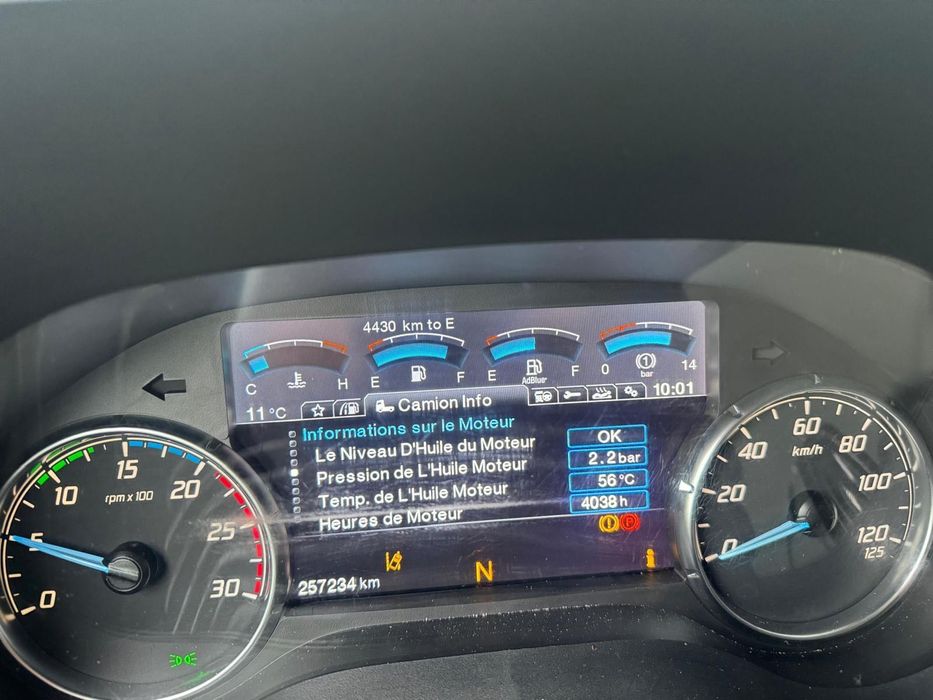 4430 km to E
C H
E F
E AdBlue F
0 bar 14
11 °C
Camion Info
10:01
Informations sur le Moteur
Le Niveau D'Huile du Moteur OK
Pression de L'Huile Moteur 2.2 bar
Temp. de L'Huile Moteur 56 °C
Heures de Moteur 4038 h
P
N
257234 km
0 5 10 15 20 25 30
rpm x 100
0 20 40 60 80 100 120
125
km/h